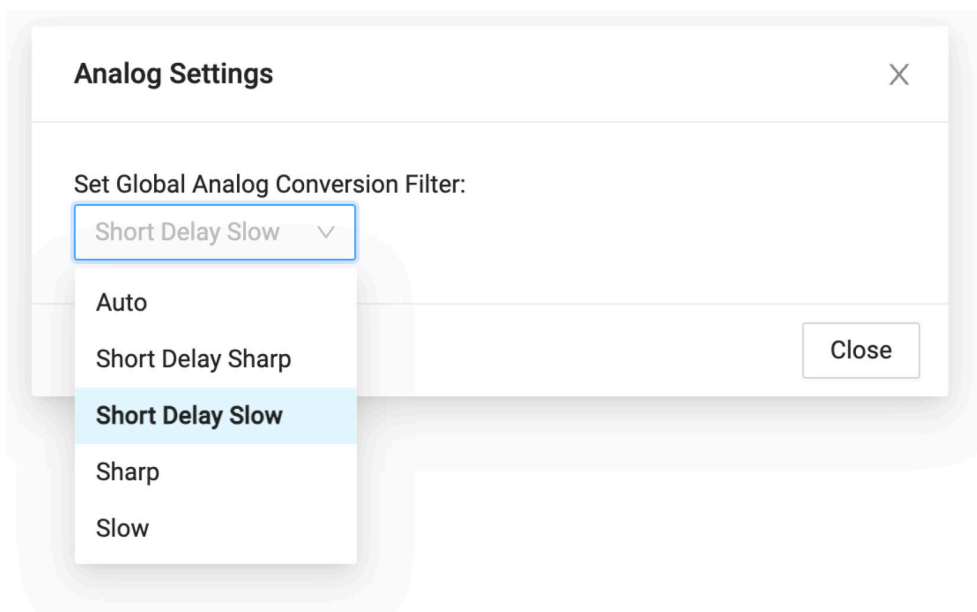 Analog Settings
Set Global Analog Conversion Filter:
Short Delay Slow
Auto
Short Delay Sharp
Short Delay Slow
Sharp
Slow
Close